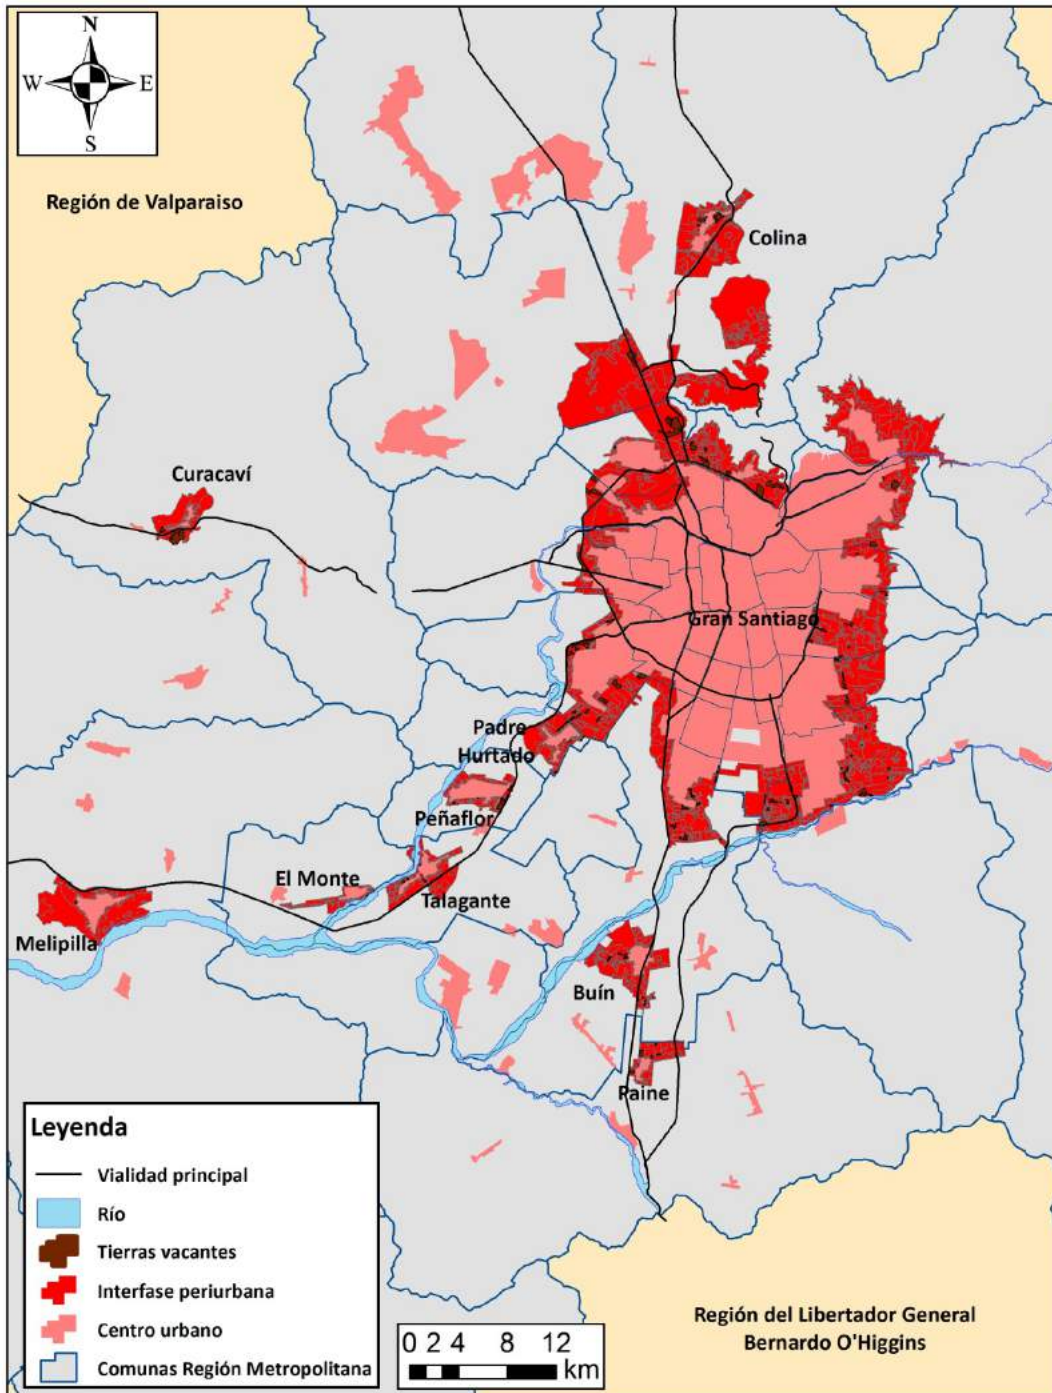 N
W E
S
Región de Valparaiso
Colina
Curacaví
Gran Santiago
Padre
Hurtado
Peñaflor
El Monte
Talagante
Melipilla
Buín
Paine
Leyenda
Vialidad principal
Río
Tierras vacantes
Interfase periurbana
Centro urbano
Comunas Región Metropolitana
0 2 4 8 12
km
Región del Libertador General
Bernardo O'Higgins